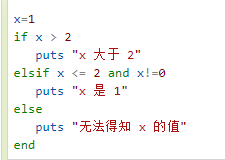 x=1
if x > 2
   puts "x 大于 2"
elsif x <= 2 and x!=0
   puts "x 是 1"
else
   puts "无法得知 x 的值"
end